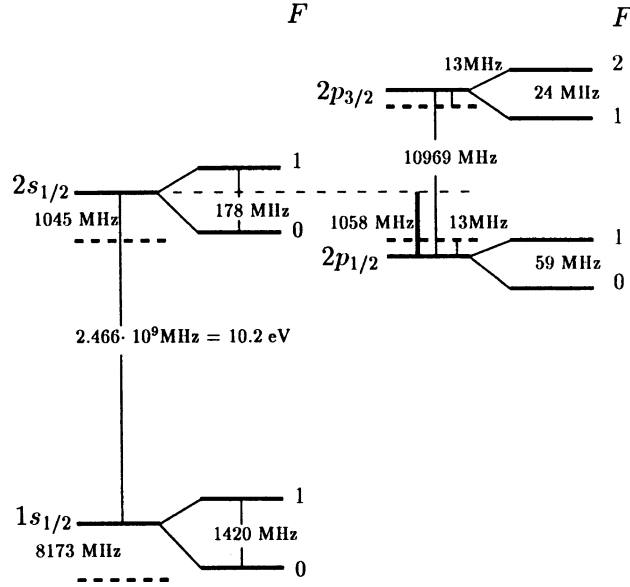 F
F
13MHz
2
2p3/2
24 MHz
1
10969 MHz
1
2s1/2
1045 MHz
178 MHz
0
1058 MHz
13MHz
1
2p1/2
59 MHz
0
2.466· 10⁹MHz = 10.2 eV
1
1s1/2
1420 MHz
8173 MHz
0